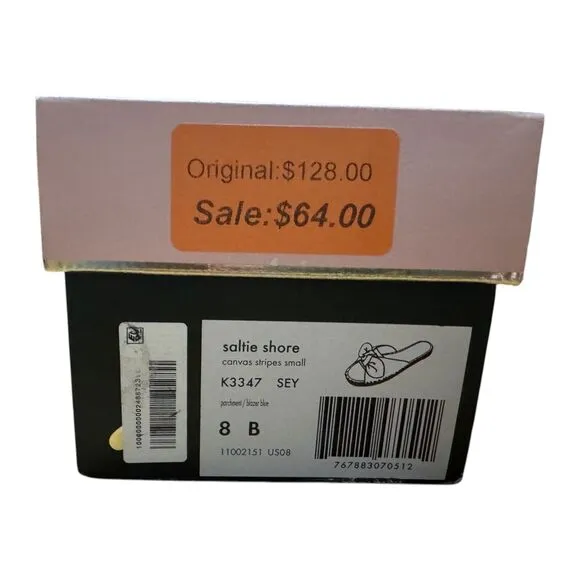 Original:$128.00
Sale:$64.00
saltie shore
canvas stripes small
K3347 SEY
parchment / blazer blue
8 B
11002151 US08
767883070512